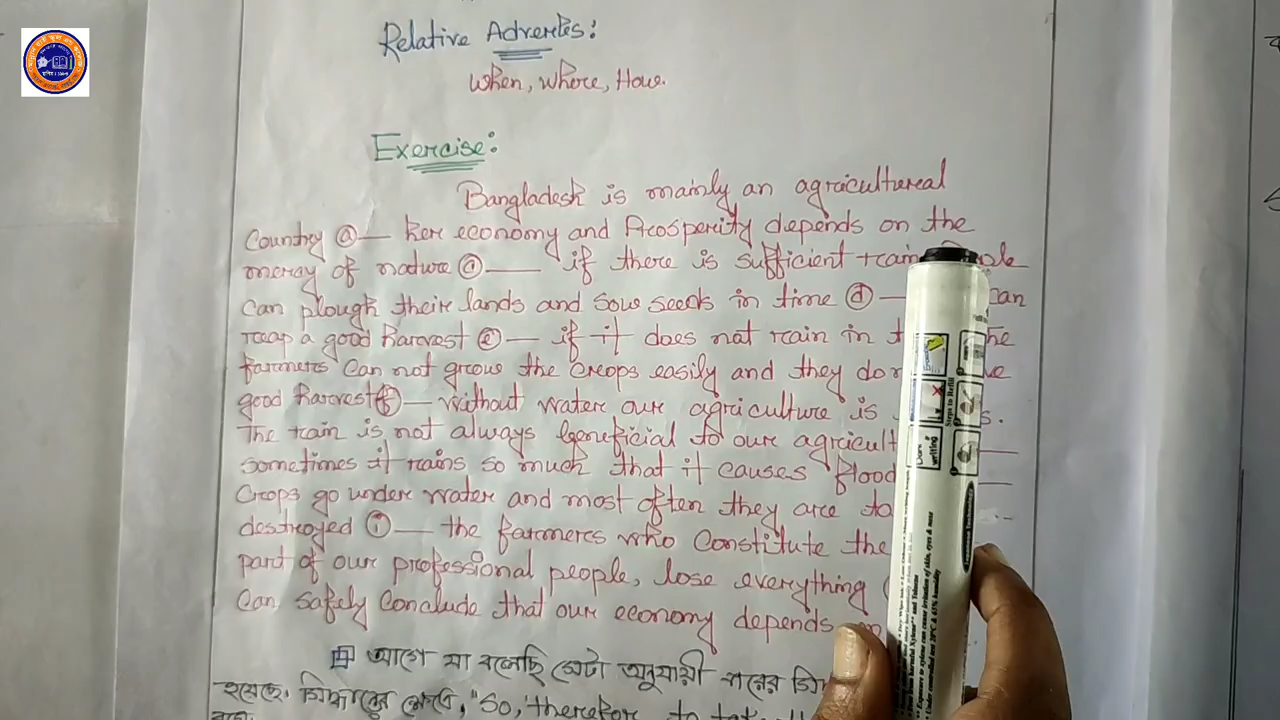 Relative Adverbs:
When, where, How.
Exercise:
Bangladesh is mainly an agricultural
Country ⓐ— her economy and Prosperity depends on the
mercy of nature ⓐ — if there is sufficient rain
can plough their lands and sow seeds in time ⓓ — can
reap a good harvest ⓔ — if it does not rain in
farmers can not grow the crops easily and they do
good harvest ⓕ — without water our agriculture is
The rain is not always beneficial to our
sometimes it rains so much that it causes flood
Crops go under water and most often they are
destroyed ⓘ — the farmers who constitute the
part of our professional people, lose everything
can safely conclude that our economy depends
আগে যা বলেছি সেটা অনুযায়ী
হয়েছে. "So, therefore